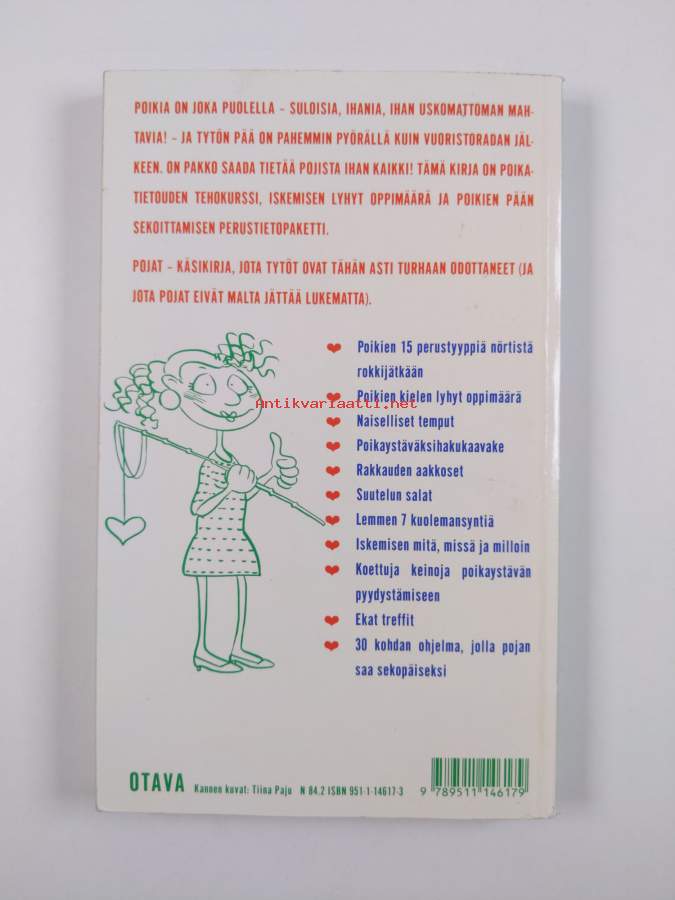 POIKIA ON JOKA PUOLELLA – SULOISIA, IHANIA, IHAN USKOMATTOMAN MAH-
TAVIA! – JA TYTÖN PÄÄ ON PAHEMMIN PYÖRÄLLÄ KUIN VUORISTORADAN JÄL-
KEEN. ON PAKKO SAADA TIETÄÄ POJISTA IHAN KAIKKI! TÄMÄ KIRJA ON POIKA-
TIETOUDEN TEHOKURSSI, ISKEMISEN LYHYT OPPIMÄÄRÄ JA POIKIEN PÄÄN
SEKOITTAMISEN PERUSTIETOPAKETTI.
POJAT – KÄSIKIRJA, JOTA TYTÖT OVAT TÄHÄN ASTI TURHAAN ODOTTANEET (JA
JOTA POJAT EIVÄT MALTA JÄTTÄÄ LUKEMATTA).
Poikien 15 perustyyppiä nörtistä
rokkijätkään
Poikien kielen lyhyt oppimäärä
Antikvariaatti.net
Naiselliset temput
Poikaystäväksihakukaavake
Rakkauden aakkoset
Suutelun salat
Lemmen 7 kuolemansyntiä
Iskemisen mitä, missä ja milloin
Koettuja keinoja poikaystävän
pyydystämiseen
Ekat treffit
30 kohdan ohjelma, jolla pojan
saa sekopäiseksi
OTAVA Kannen kuvat: Tiina Paju N 84.2 ISBN 951-1-14617-3
9 789511 146179